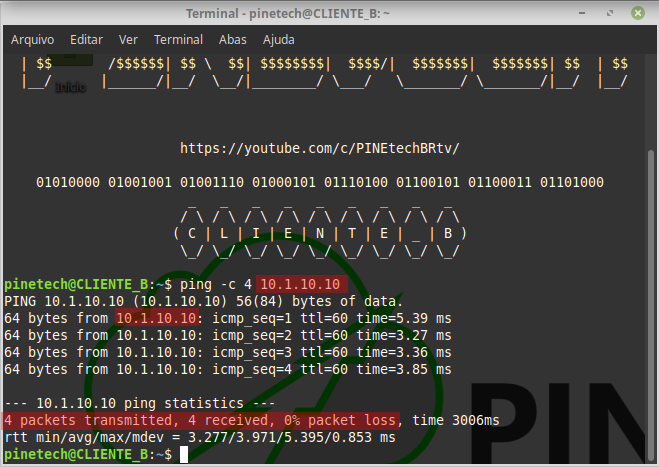 Terminal - pinetech@CLIENTE_B: ~
Arquivo Editar Ver Terminal Abas Ajuda
| $$      /$$$$$$| $$ \  $$| $$$$$$$$|  $$$$/|  $$$$$$$|  $$$$$$$| $$  | $$
|__/     |______/|__/  \__/|________/ \___/   \_______/ \_______/|__/  |__/
Início
https://youtube.com/c/PINEtechBRtv/
01010000 01001001 01001110 01000101 01110100 01100101 01100011 01101000
_   _   _   _   _   _   _   _   _
/ \ / \ / \ / \ / \ / \ / \ / \ / \
( C | L | I | E | N | T | E | _ | B )
\_/ \_/ \_/ \_/ \_/ \_/ \_/ \_/ \_/
pinetech@CLIENTE_B:~$ ping -c 4 10.1.10.10
PING 10.1.10.10 (10.1.10.10) 56(84) bytes of data.
64 bytes from 10.1.10.10: icmp_seq=1 ttl=60 time=5.39 ms
64 bytes from 10.1.10.10: icmp_seq=2 ttl=60 time=3.27 ms
64 bytes from 10.1.10.10: icmp_seq=3 ttl=60 time=3.36 ms
64 bytes from 10.1.10.10: icmp_seq=4 ttl=60 time=3.85 ms
--- 10.1.10.10 ping statistics ---
4 packets transmitted, 4 received, 0% packet loss, time 3006ms
rtt min/avg/max/mdev = 3.277/3.971/5.395/0.853 ms
pinetech@CLIENTE_B:~$
PIN